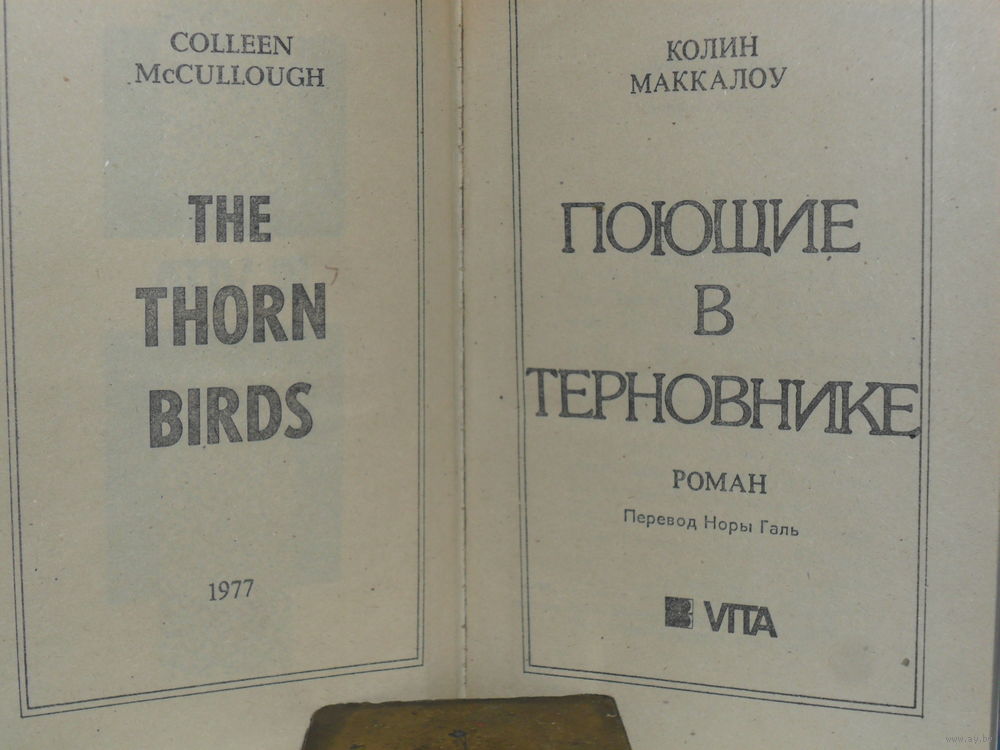 COLLEEN
McCULLOUGH
THE
THORN
BIRDS
1977
КОЛИН
МАККАЛОУ
ПОЮЩИЕ
В
ТЕРНОВНИКЕ
РОМАН
Перевод Норы Галь
VITA